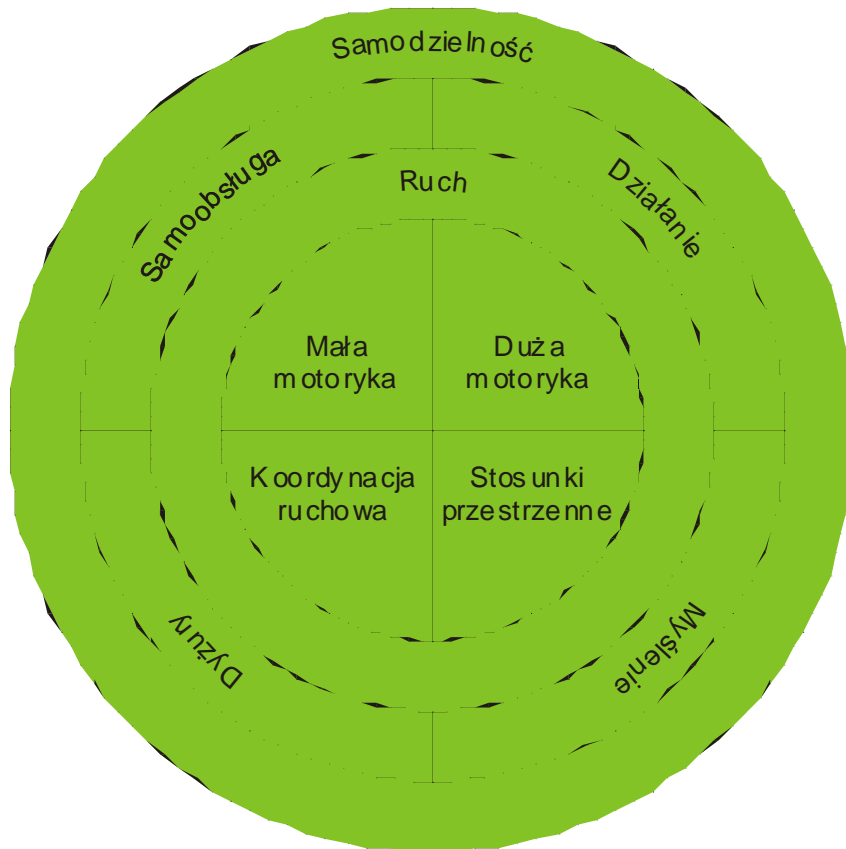 Samodzielność
Samoobsługa
Działanie
Ruch
Mała
motoryka
Duża
motoryka
Koordynacja
ruchowa
Stosunki
przestrzenne
Dyżury
Myślenie